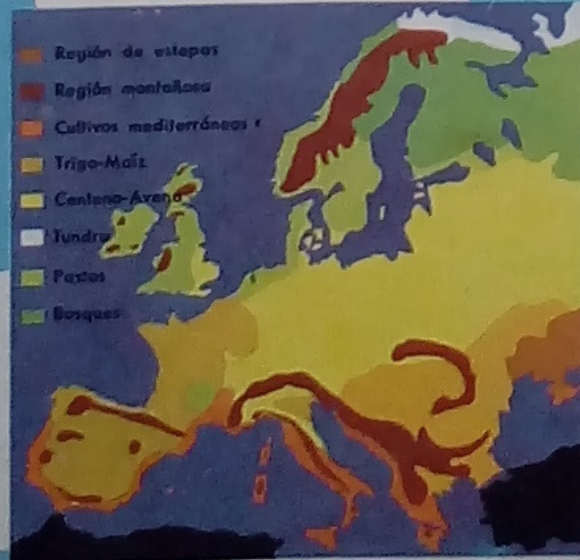 Región de estepas
Región montañosa
Cultivos mediterráneos
Trigo-Maíz
Centeno-Avena
Tundra
Pastos
Bosques